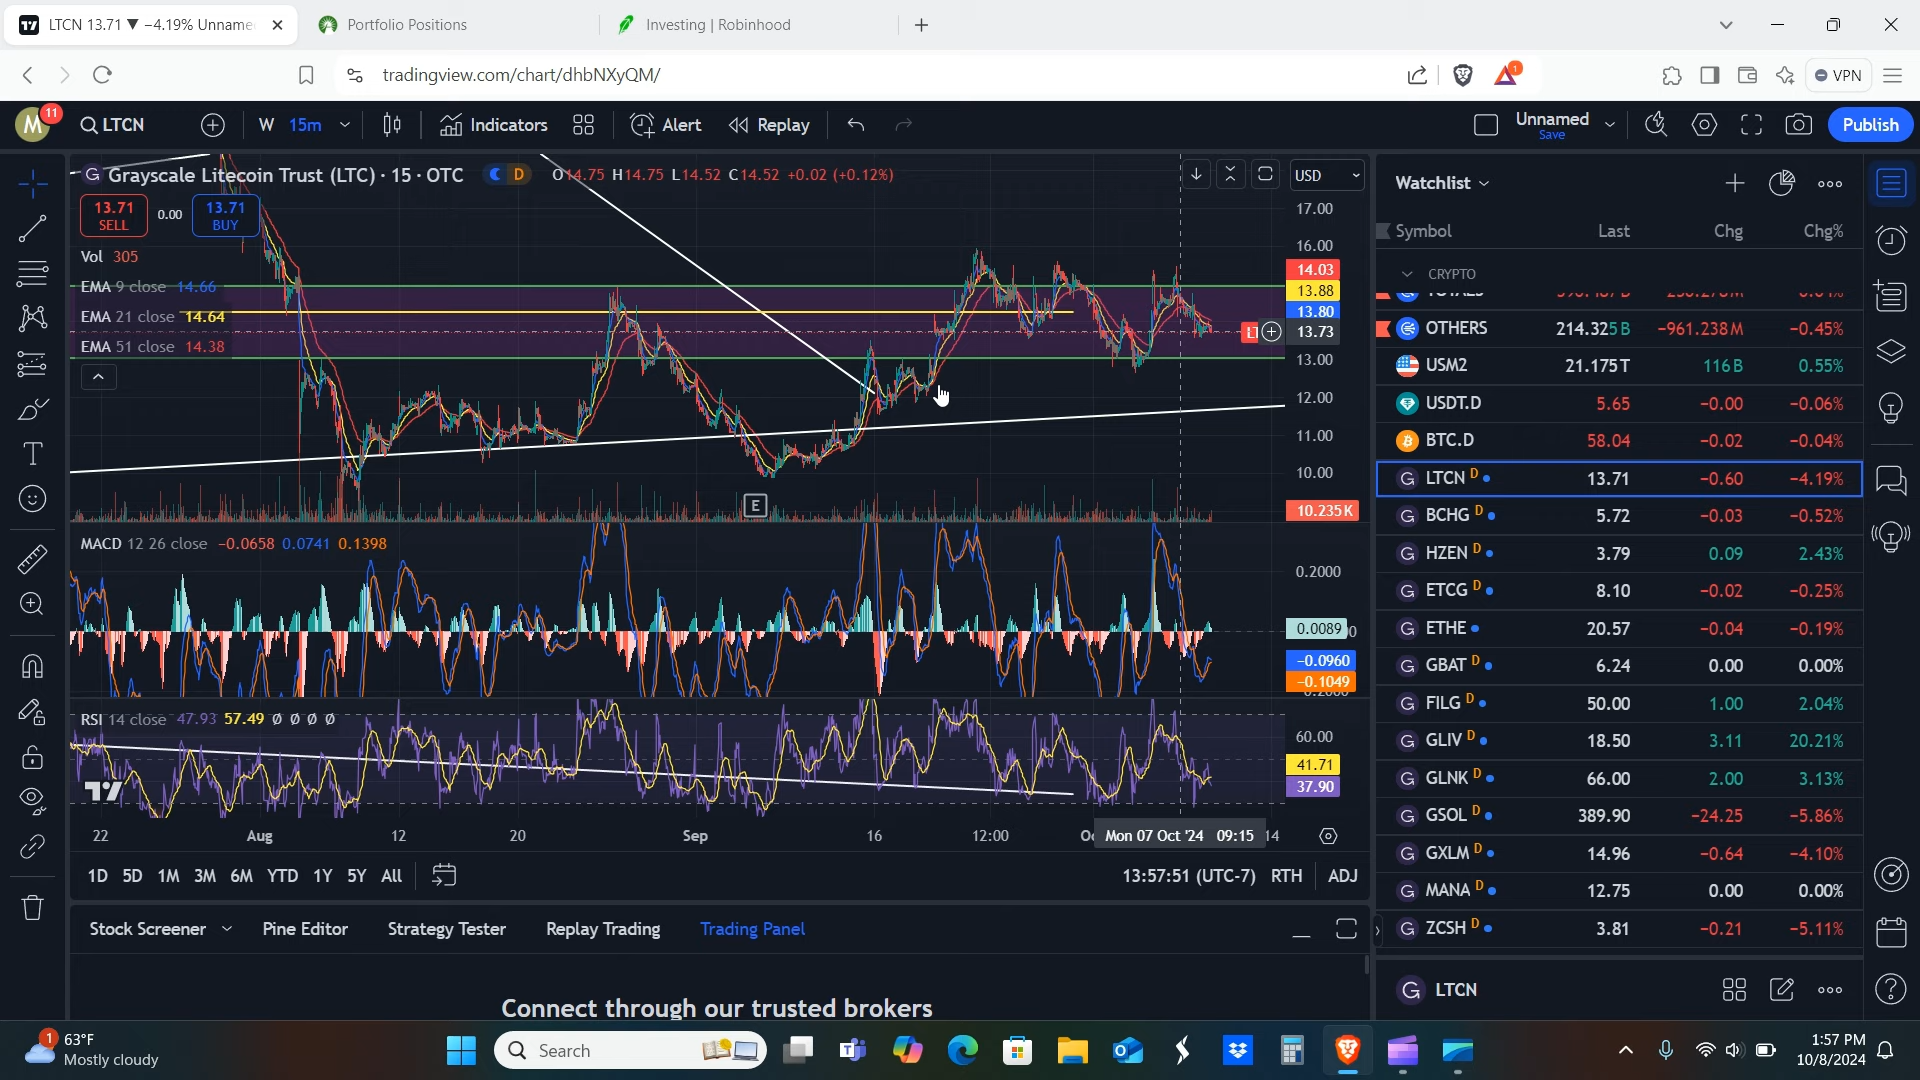 LTCN 13.71 ▼ −4.19% Unname
Portfolio Positions
Investing | Robinhood
tradingview.com/chart/dhbNXyQM/
1
VPN
M
11
LTCN
W
15m
Indicators
Alert
Replay
Unnamed
Save
Publish
Grayscale Litecoin Trust (LTC) · 15 · OTC
D
O14.75 H14.75 L14.52 C14.52 +0.02 (+0.12%)
USD
13.71
SELL
0.00
13.71
BUY
Vol 305
EMA 9 close 14.66
EMA 21 close 14.64
EMA 51 close 14.38
17.00
16.00
14.03
13.88
13.80
13.73
13.00
12.00
11.00
10.00
10.235K
E
MACD 12 26 close −0.0658 0.0741 0.1398
0.2000
0.0089
−0.0960
−0.1049
RSI 14 close 47.93 57.49 Ø Ø Ø Ø
60.00
41.71
37.90
22
Aug
12
20
Sep
16
12:00
Mon 07 Oct '24 09:15
14
1D 5D 1M 3M 6M YTD 1Y 5Y All
13:57:51 (UTC-7) RTH ADJ
Stock Screener
Pine Editor
Strategy Tester
Replay Trading
Trading Panel
Connect through our trusted brokers
Watchlist
Symbol Last Chg Chg%
CRYPTO
OTHERS 214.325B −961.238M −0.45%
USM2 21.175T 116B 0.55%
USDT.D 5.65 −0.00 −0.06%
BTC.D 58.04 −0.02 −0.04%
LTCN D 13.71 −0.60 −4.19%
BCHG D 5.72 −0.03 −0.52%
HZEN D 3.79 0.09 2.43%
ETCG D 8.10 −0.02 −0.25%
ETHE 20.57 −0.04 −0.19%
GBAT D 6.24 0.00 0.00%
FILG D 50.00 1.00 2.04%
GLIV D 18.50 3.11 20.21%
GLNK D 66.00 2.00 3.13%
GSOL D 389.90 −24.25 −5.86%
GXLM D 14.96 −0.64 −4.10%
MANA D 12.75 0.00 0.00%
ZCSH D 3.81 −0.21 −5.11%
LTCN
1
63°F
Mostly cloudy
Search
1:57 PM
10/8/2024